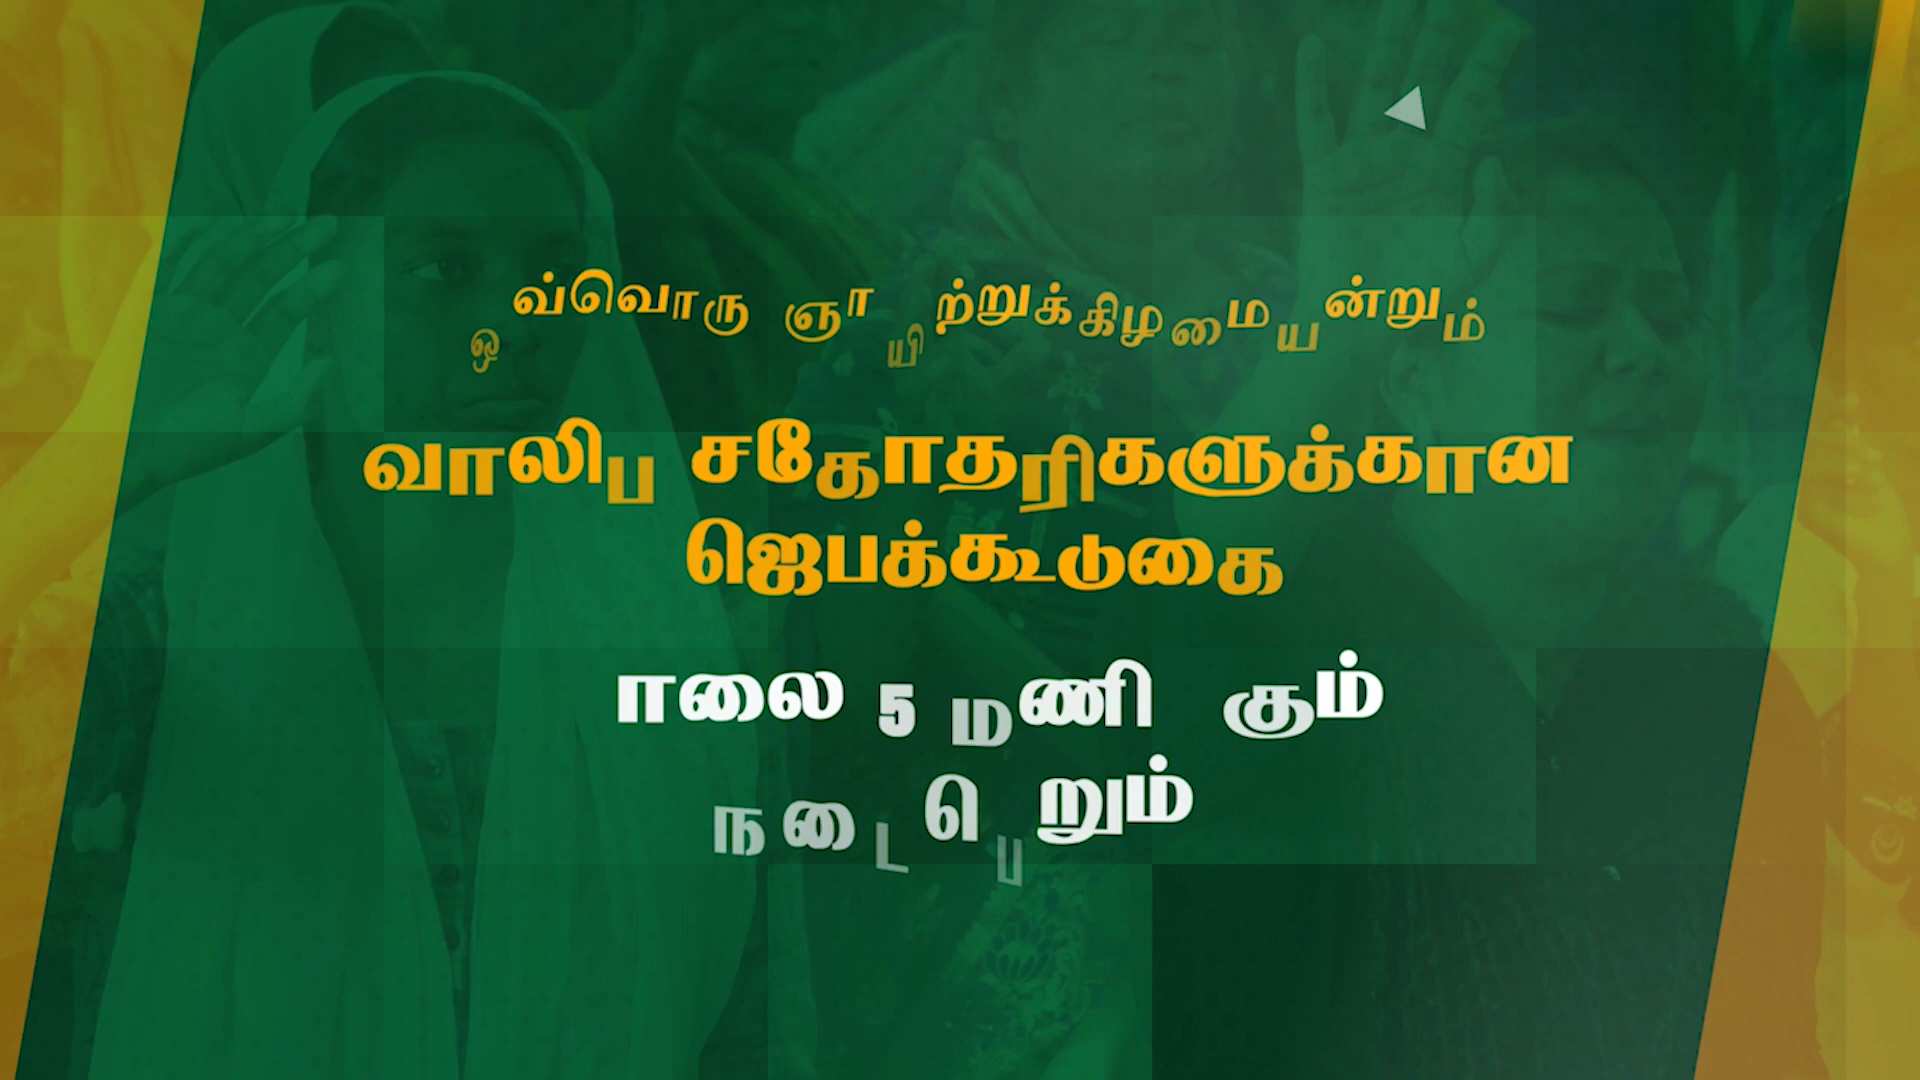 ஒவ்வொரு ஞாயிற்றுக்கிழமையன்றும்
வாலிப சகோதரிகளுக்கான
ஜெபக்கூடுகை
ாலை 5 மணி கும்
நடைபெறும்